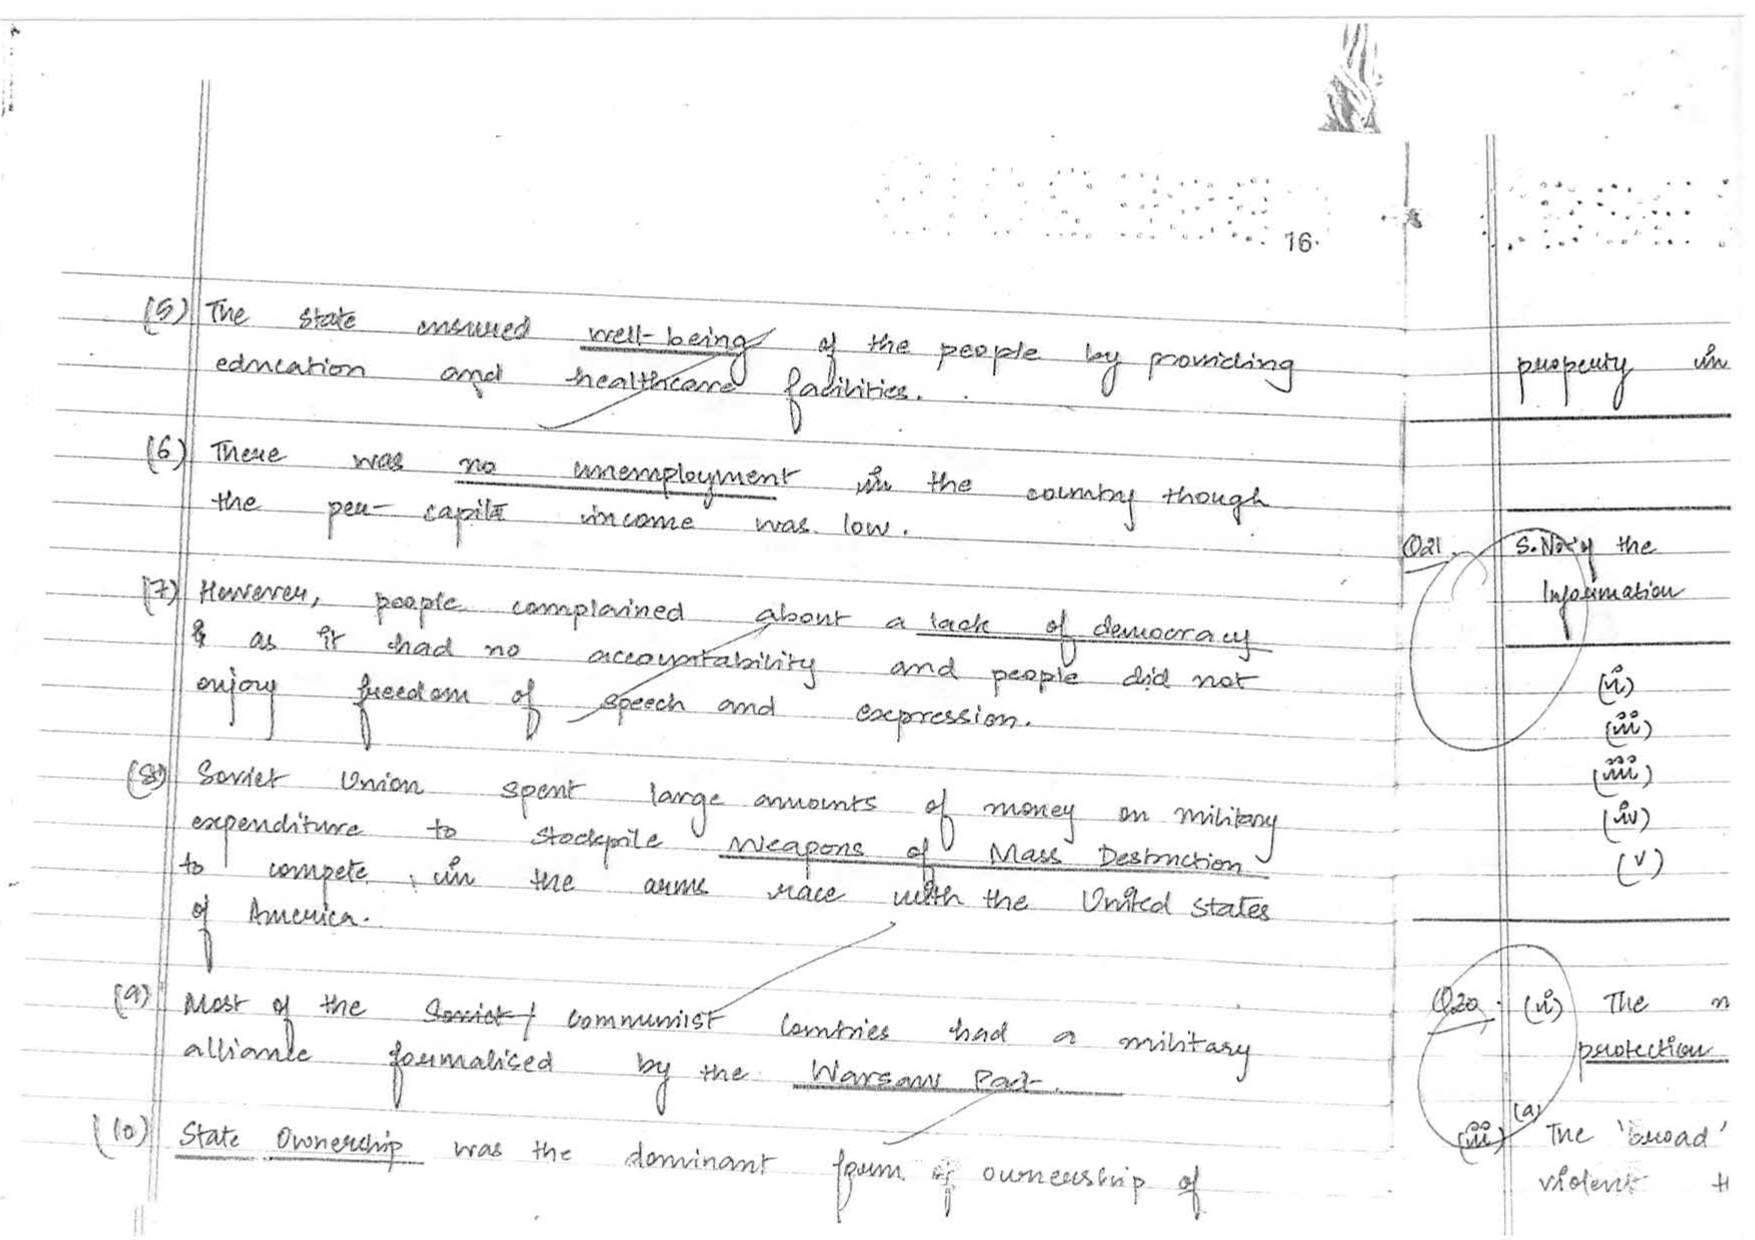 16.
(5) The state ensured well-being of the people by providing
education and healthcare facilities.
(6) There was no unemployment in the country though
the per-capita income was low.
(7) However, people complained about a lack of democracy
as it had no accountability and people did not
enjoy freedom of speech and expression.
(8) Soviet Union spent large amounts of money on military
expenditure to stockpile Weapons of Mass Destruction
to compete in the arms race with the United States
of America.
(9) Most of the Soviet communist countries had a military
alliance formalised by the Warsaw Pact.
(10) State Ownership was the dominant form of ownership of
property in
Q21. S.No of the
Information
(i)
(ii)
(iii)
(iv)
(v)
Q20. (i) The
protection
(ii) (a) The 'broad'
violent